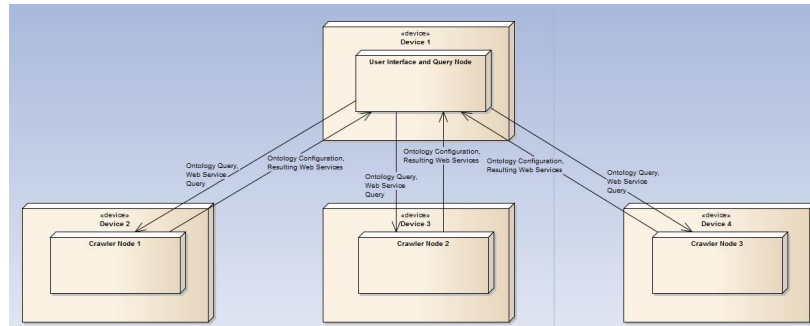 «device»
Device 1
User Interface and Query Node
Ontology Query,
Web Service
Query
Ontology Configuration,
Resulting Web Services
Ontology Query,
Web Service
Query
Ontology Configuration,
Resulting Web Services
Ontology Configuration,
Resulting Web Services
Ontology Query,
Web Service
Query
«device»
Device 2
Crawler Node 1
«device»
Device 3
Crawler Node 2
«device»
Device 4
Crawler Node 3